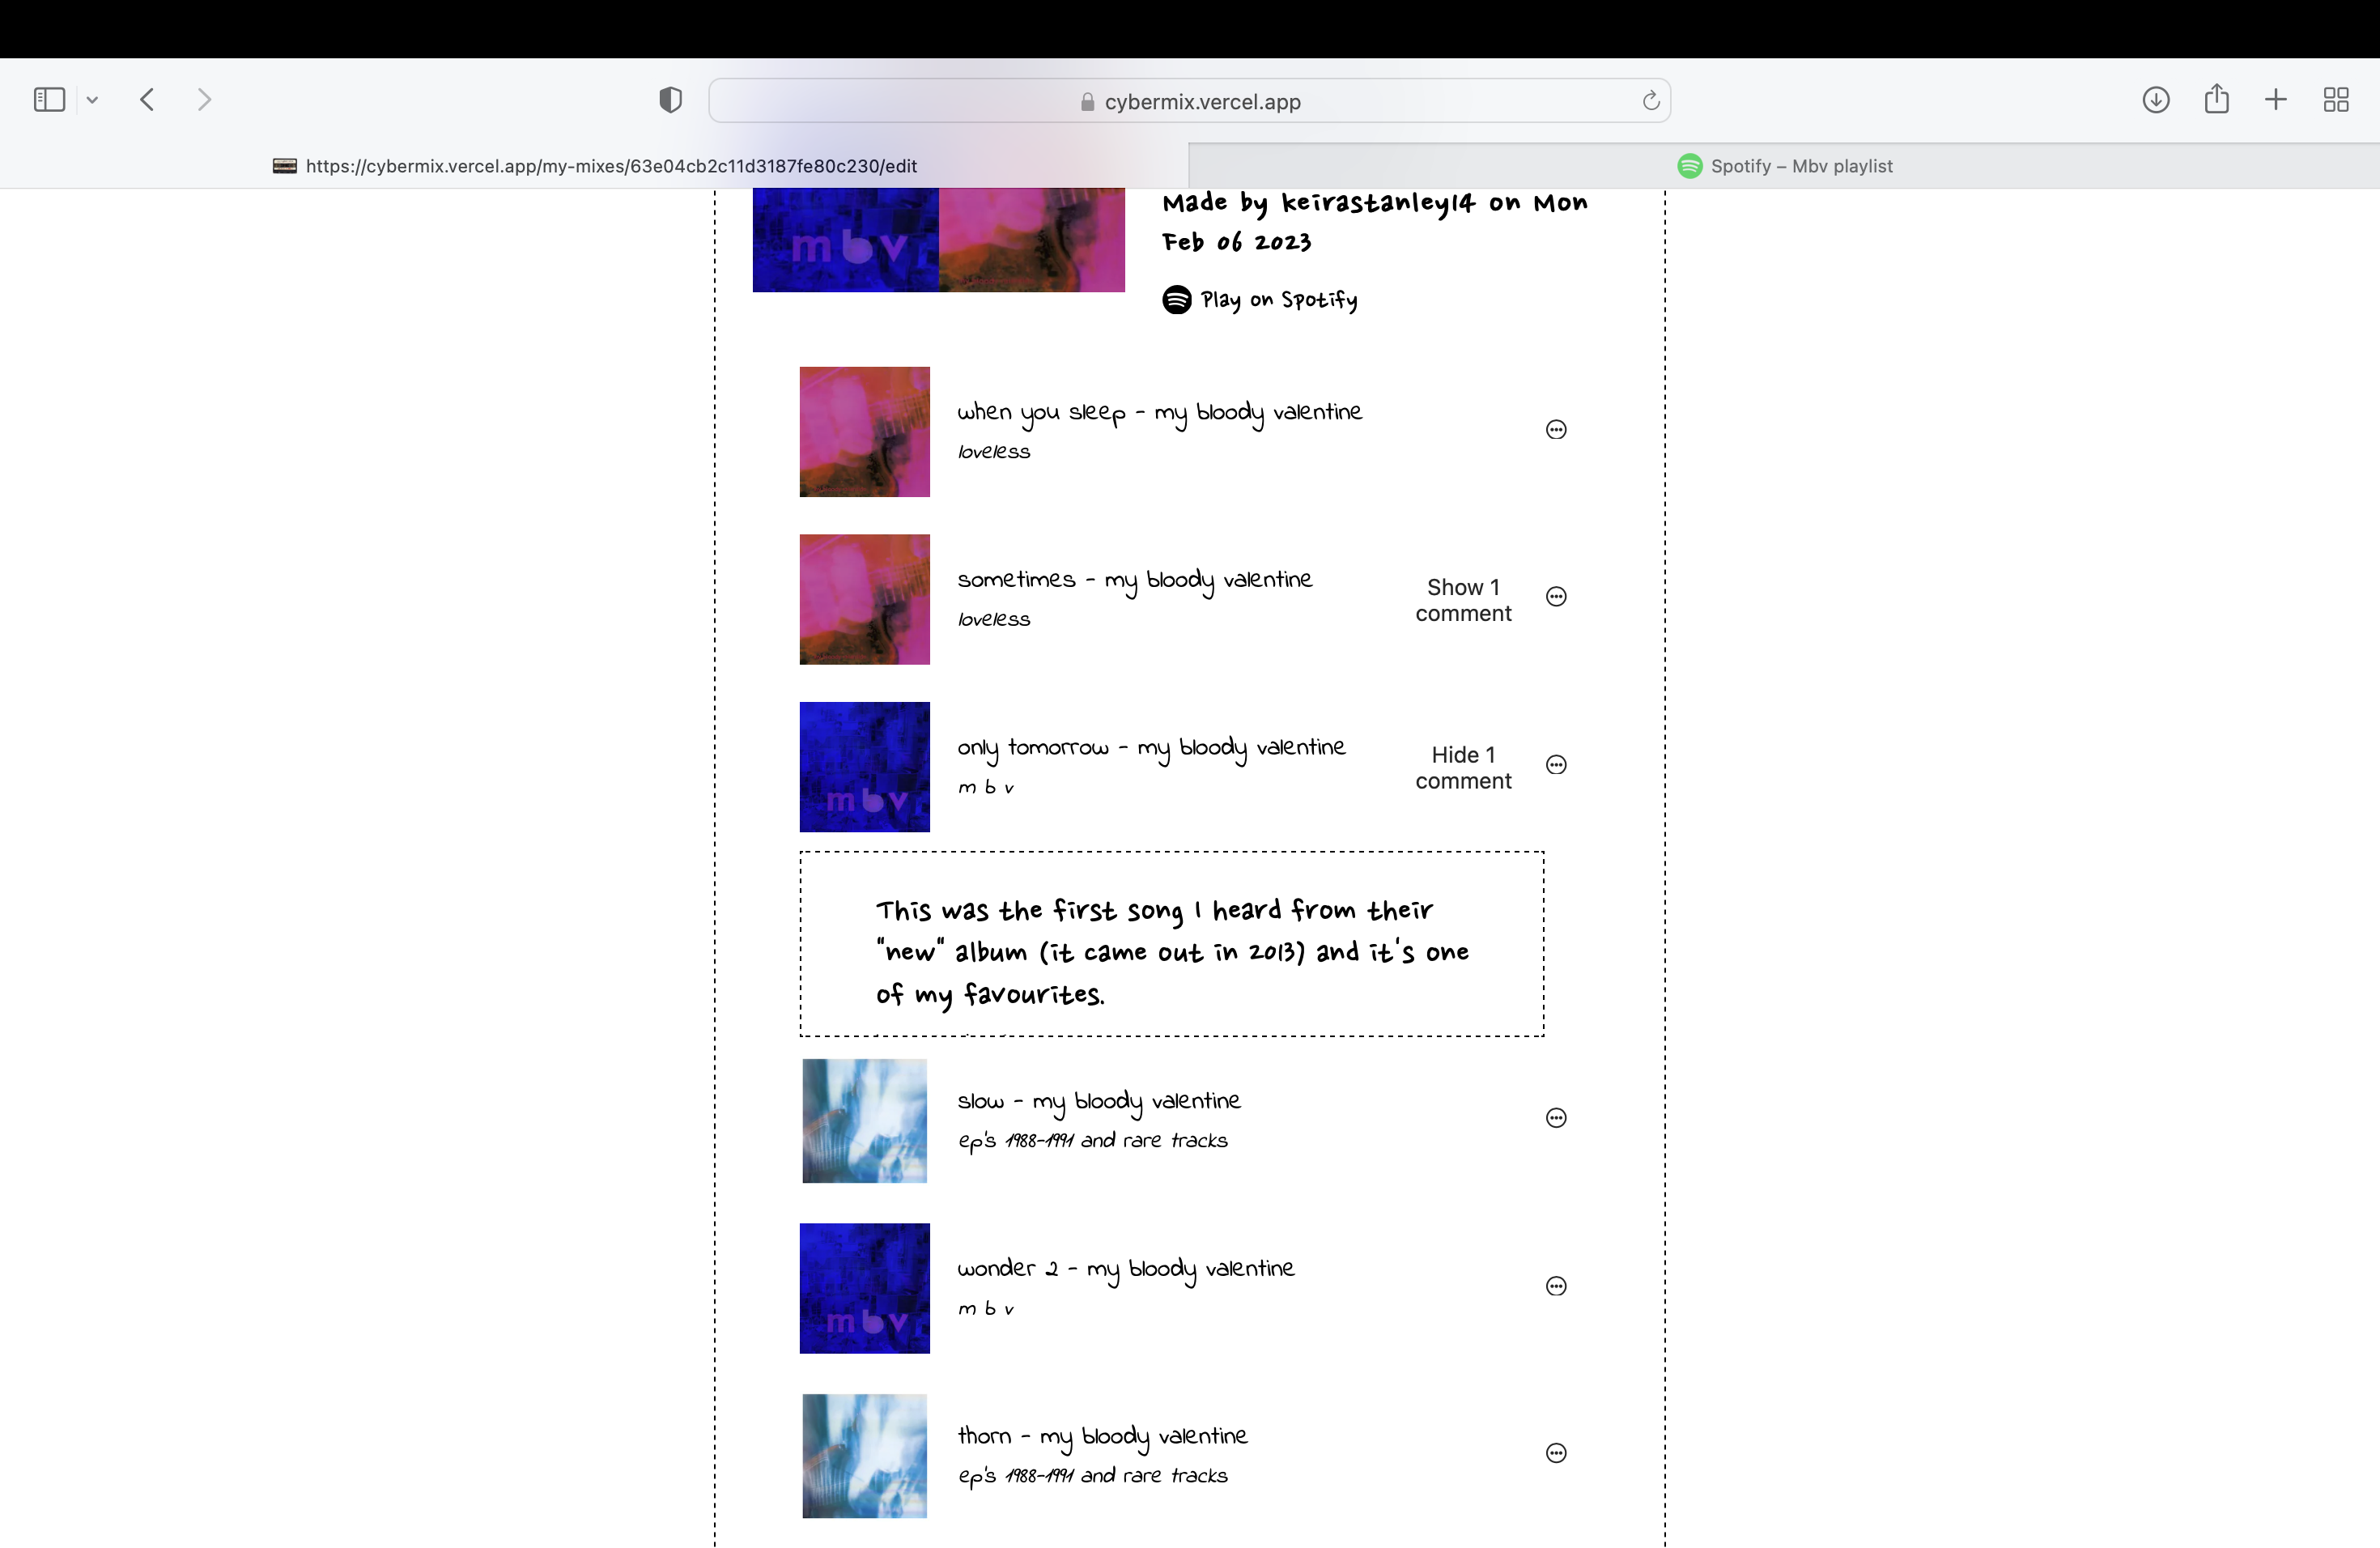 cybermix.vercel.app
https://cybermix.vercel.app/my-mixes/63e04cb2c11d3187fe80c230/edit
Spotify – Mbv playlist
m b v
Made by keirastanley14 on Mon
Feb 06 2023
Play on Spotify
when you sleep - my bloody valentine
loveless
sometimes - my bloody valentine
loveless
Show 1
comment
only tomorrow - my bloody valentine
m b v
Hide 1
comment
m b v
This was the first song I heard from their
"new" album (it came out in 2013) and it's one
of my favourites.
slow - my bloody valentine
ep's 1988-1991 and rare tracks
wonder 2 - my bloody valentine
m b v
m b v
thorn - my bloody valentine
ep's 1988-1991 and rare tracks